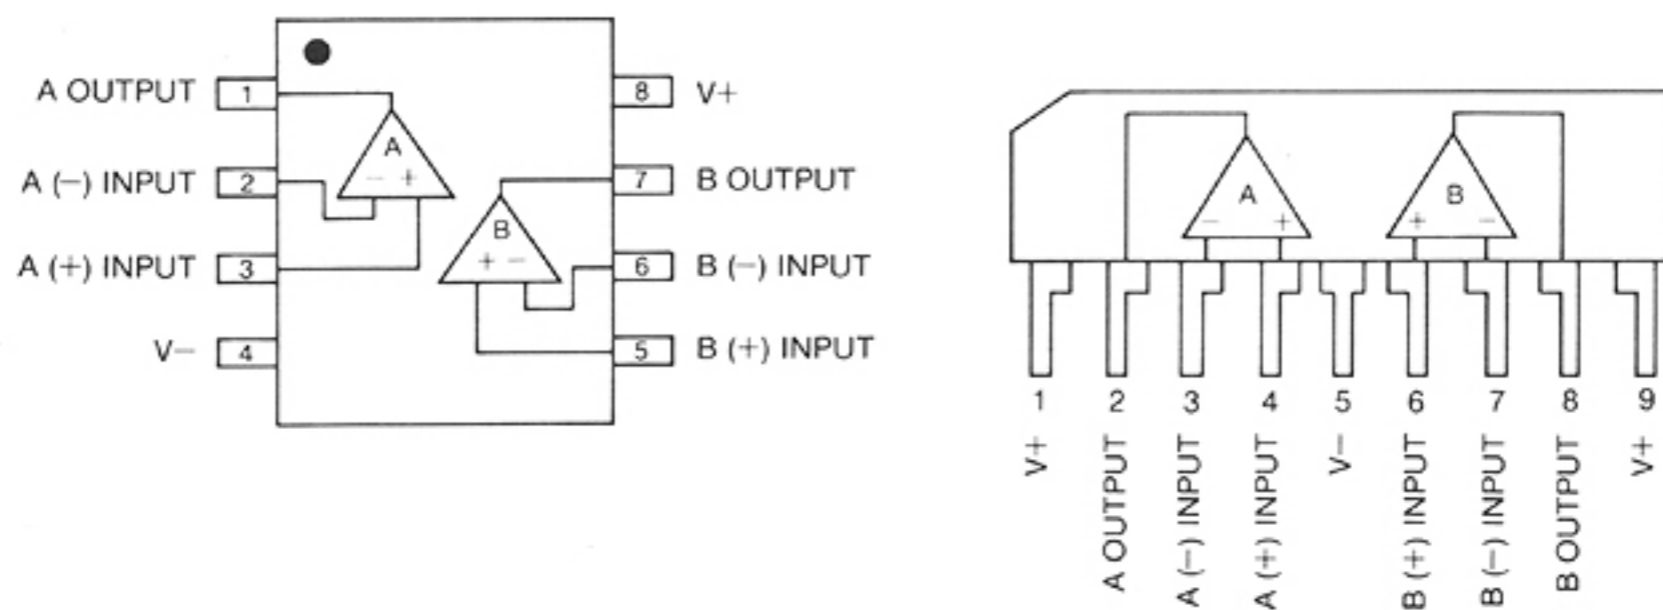 A OUTPUT 1
A (−) INPUT 2
A (+) INPUT 3
V− 4
8 V+
7 B OUTPUT
6 B (−) INPUT
5 B (+) INPUT
A
− +
B
+ −
A
− +
B
+ −
1 2 3 4 5 6 7 8 9
V+
A OUTPUT
A (−) INPUT
A (+) INPUT
V−
B (+) INPUT
B (−) INPUT
B OUTPUT
V+